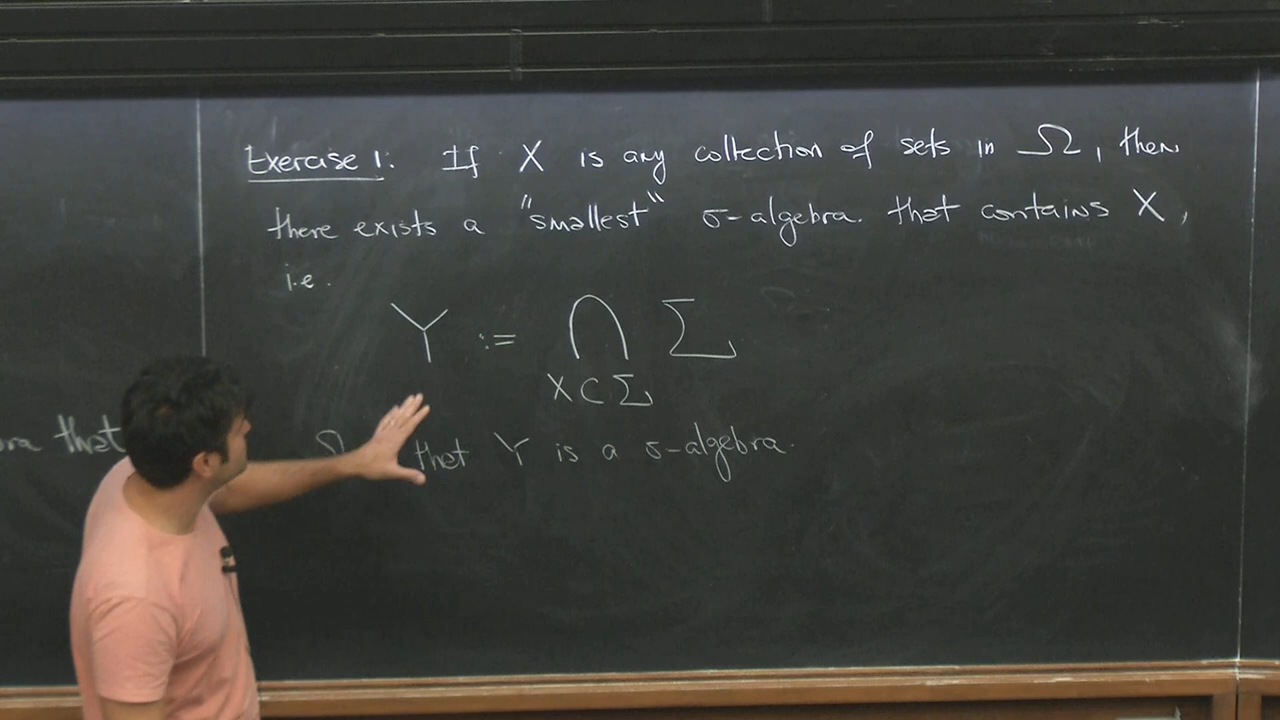 Exercise 1: If X is any collection of sets in Ω, then
there exists a "smallest" σ-algebra. that contains X,
i.e.
Y := ⋂ Σ
X ⊂ Σ
that
that Y is a σ-algebra.